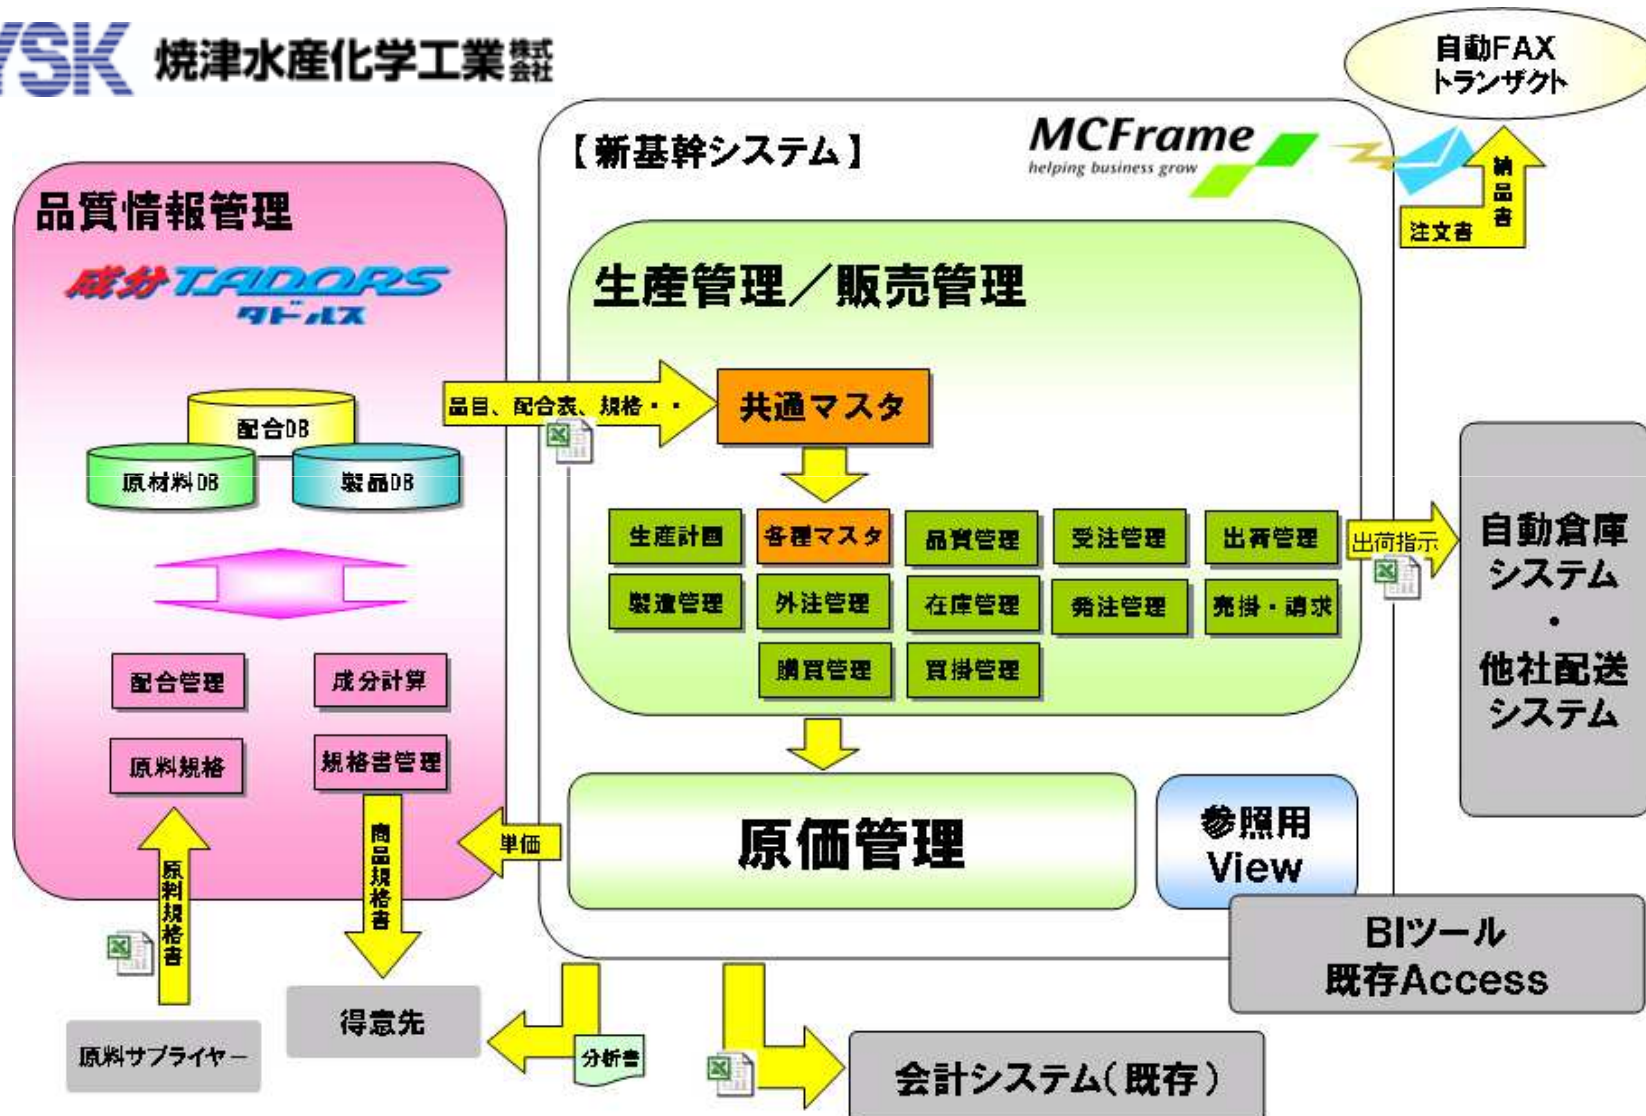 YSK 焼津水産化学工業株式会社
自動FAX
トランザクト
【新基幹システム】
MCFrame
helping business grow
納品書
注文書
品質情報管理
成分TADORS
タドルス
生産管理／販売管理
品目、配合表、規格・・
共通マスタ
配合DB
原材料DB
製品DB
生産計画
各種マスタ
品質管理
受注管理
出荷管理
出荷指示
製造管理
外注管理
在庫管理
発注管理
売掛・請求
購買管理
買掛管理
自動倉庫
システム
・
他社配送
システム
配合管理
成分計算
原料規格
規格書管理
原価管理
参照用
View
単価
商品規格書
原料規格書
BIツール
既存Access
得意先
原料サプライヤー
分析書
会計システム（既存）